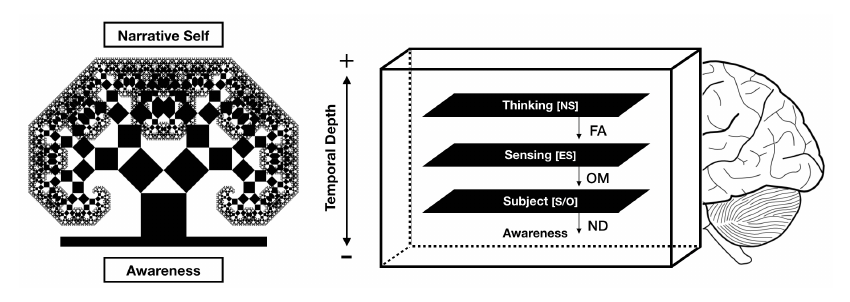 Narrative Self
Awareness
+
Temporal Depth
-
Thinking [NS]
FA
Sensing [ES]
OM
Subject [S/O]
ND
Awareness